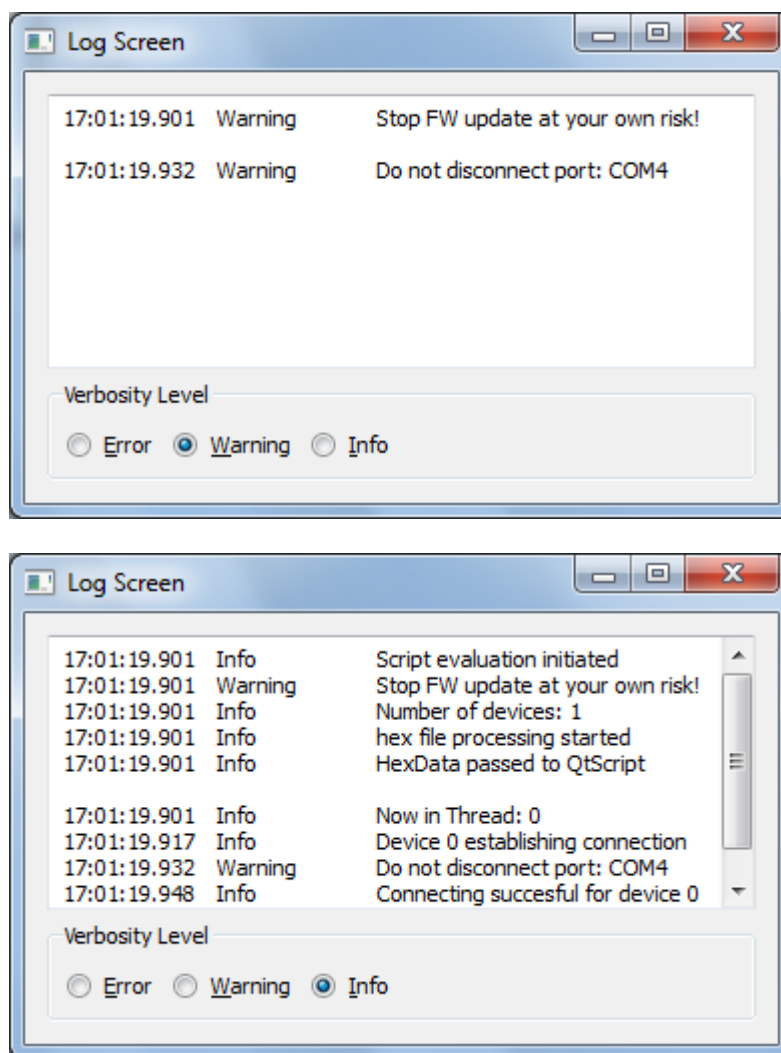 Log Screen
17:01:19.901 Warning Stop FW update at your own risk!
17:01:19.932 Warning Do not disconnect port: COM4
Verbosity Level
Error Warning Info
Log Screen
17:01:19.901 Info Script evaluation initiated
17:01:19.901 Warning Stop FW update at your own risk!
17:01:19.901 Info Number of devices: 1
17:01:19.901 Info hex file processing started
17:01:19.901 Info HexData passed to QtScript
17:01:19.901 Info Now in Thread: 0
17:01:19.917 Info Device 0 establishing connection
17:01:19.932 Warning Do not disconnect port: COM4
17:01:19.948 Info Connecting succesful for device 0
Verbosity Level
Error Warning Info